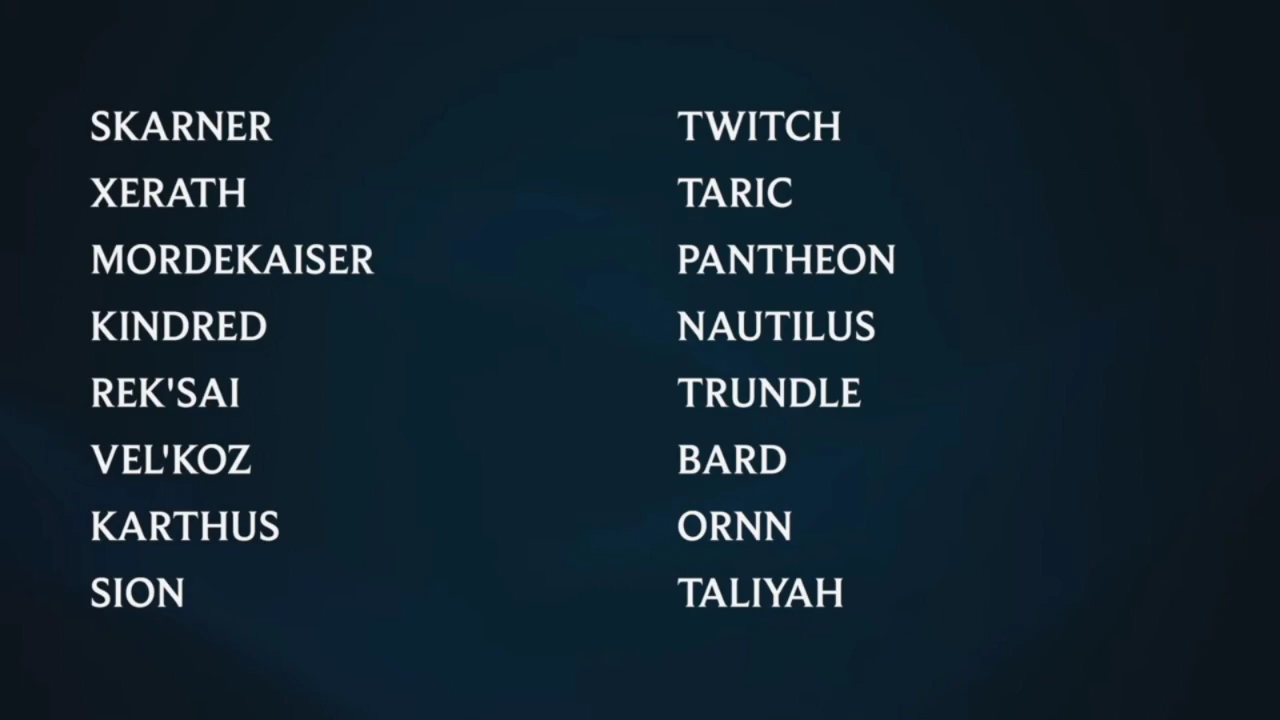 SKARNER
XERATH
MORDEKAISER
KINDRED
REK'SAI
VEL'KOZ
KARTHUS
SION
TWITCH
TARIC
PANTHEON
NAUTILUS
TRUNDLE
BARD
ORNN
TALIYAH